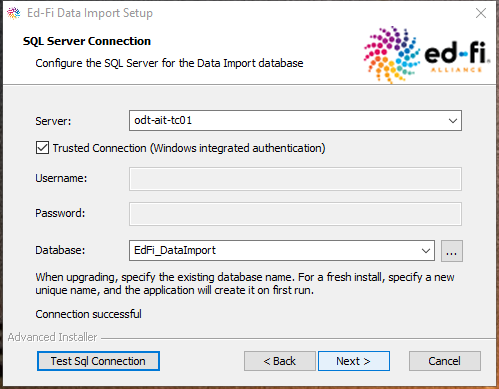 Ed-Fi Data Import Setup
SQL Server Connection
Configure the SQL Server for the Data Import database
ed-fi
ALLIANCE
Server:
odt-ait-tc01
Trusted Connection (Windows integrated authentication)
Username:
Password:
Database:
EdFi_DataImport
...
When upgrading, specify the existing database name. For a fresh install, specify a new
unique name, and the application will create it on first run.
Connection successful
Advanced Installer
Test Sql Connection
< Back
Next >
Cancel